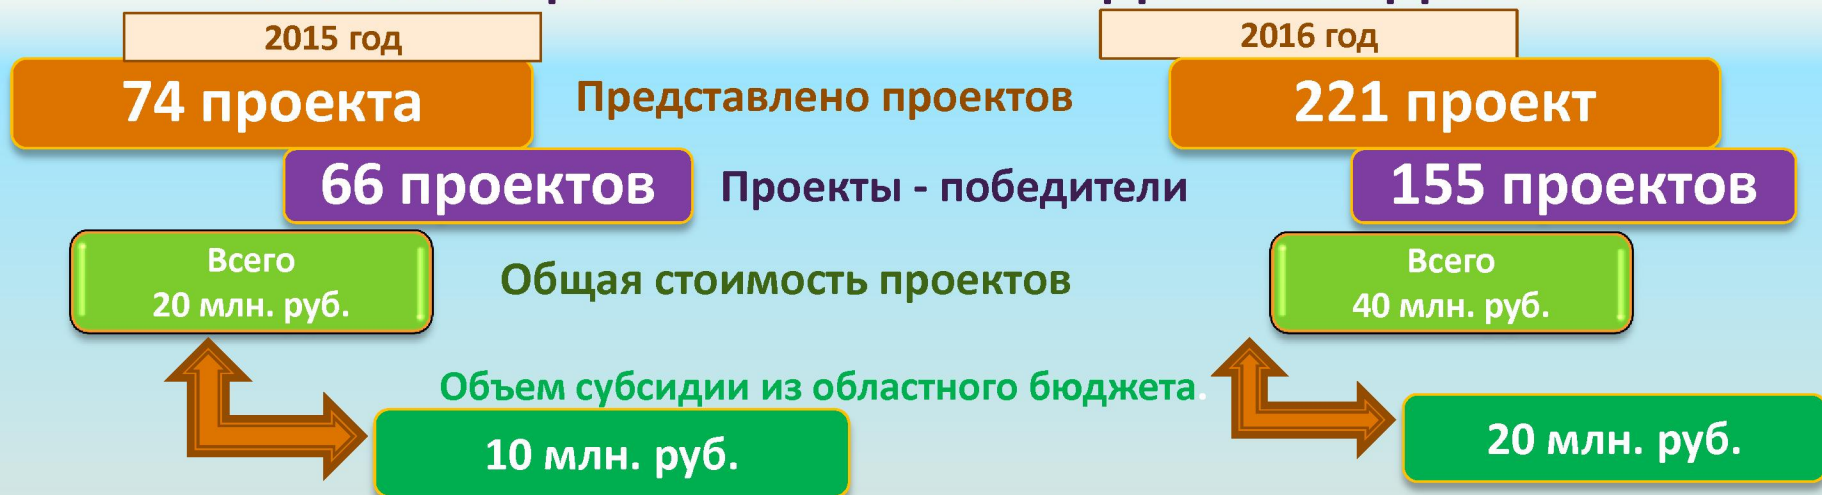 2015 год
2016 год
74 проекта
Представлено проектов
221 проект
66 проектов
Проекты - победители
155 проектов
Всего
20 млн. руб.
Общая стоимость проектов
Всего
40 млн. руб.
Объем субсидии из областного бюджета.
10 млн. руб.
20 млн. руб.